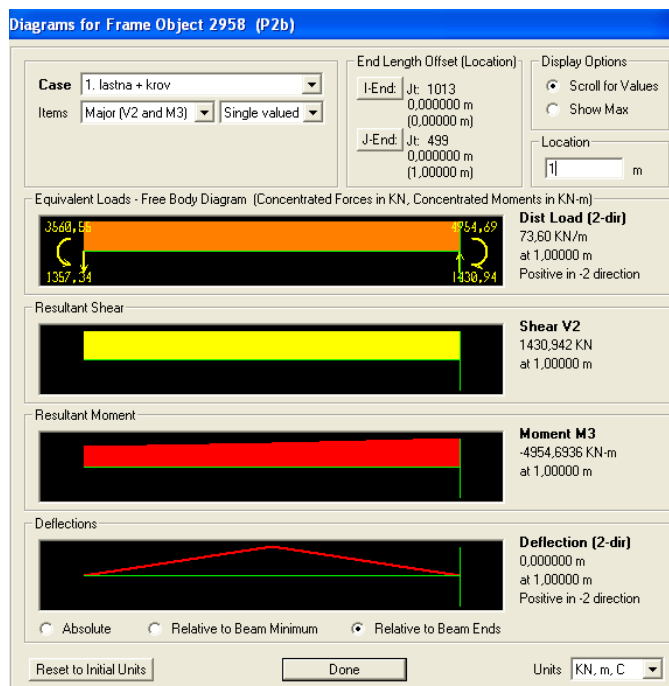 Diagrams for Frame Object 2958 (P2b)
Case 1. lastna + krov
Items Major (V2 and M3) Single valued
End Length Offset (Location)
I-End: Jt: 1013
0,000000 m
(0,00000 m)
J-End: Jt: 499
0,000000 m
(1,00000 m)
Display Options
Scroll for Values
Show Max
Location
1 m
Equivalent Loads - Free Body Diagram (Concentrated Forces in KN, Concentrated Moments in KN-m)
3560,55 4954,69
1357,34 1430,94
Dist Load (2-dir)
73,60 KN/m
at 1,00000 m
Positive in -2 direction
Resultant Shear
Shear V2
1430,942 KN
at 1,00000 m
Resultant Moment
Moment M3
-4954,6936 KN-m
at 1,00000 m
Deflections
Deflection (2-dir)
0,000000 m
at 1,00000 m
Positive in -2 direction
Absolute Relative to Beam Minimum Relative to Beam Ends
Reset to Initial Units Done Units KN, m, C